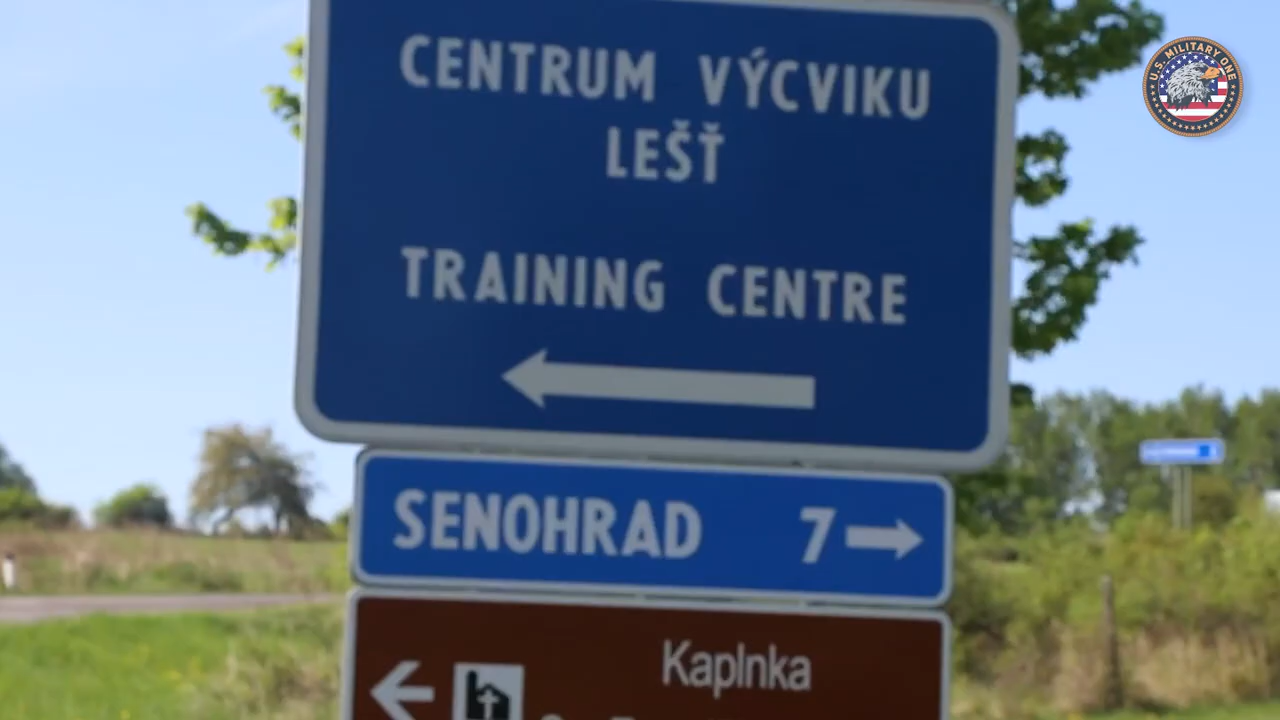 CENTRUM VÝCVIKU
LEŠŤ
TRAINING CENTRE
SENOHRAD 7
Kaplnka
U.S. MILITARY ONE